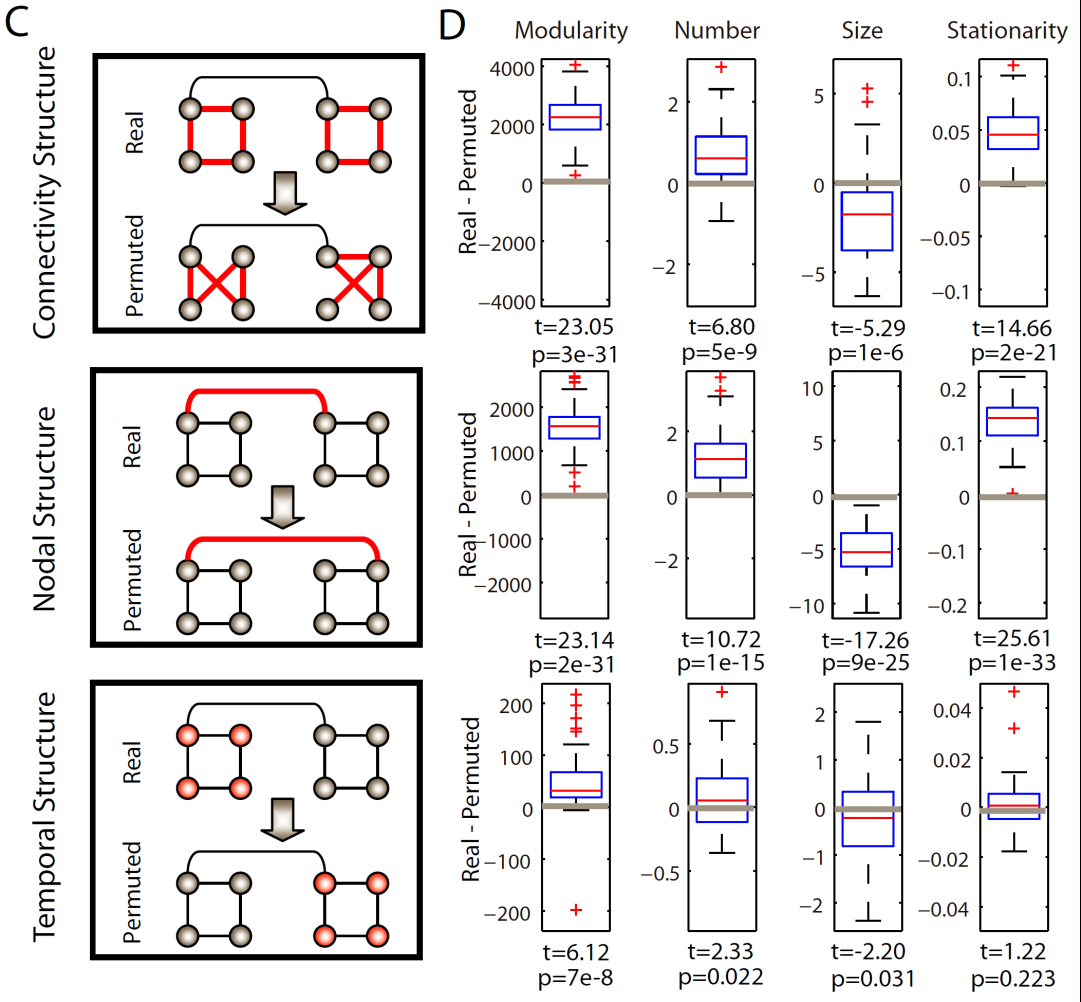 C
Connectivity Structure
Real
Permuted
Nodal Structure
Real
Permuted
Temporal Structure
Real
Permuted
D
Modularity Number Size Stationarity
Real - Permuted
4000
2000
0
−2000
−4000
2
0
−2
5
0
−5
0.1
0.05
0
−0.05
−0.1
t=23.05 t=6.80 t=-5.29 t=14.66
p=3e-31 p=5e-9 p=1e-6 p=2e-21
Real - Permuted
2000
1000
0
−1000
−2000
2
0
−2
10
5
0
−5
−10
0.2
0.1
0
−0.1
−0.2
t=23.14 t=10.72 t=-17.26 t=25.61
p=2e-31 p=1e-15 p=9e-25 p=1e-33
Real - Permuted
200
100
0
−100
−200
0.5
0
−0.5
2
1
0
−1
−2
0.04
0.02
0
−0.02
−0.04
t=6.12 t=2.33 t=-2.20 t=1.22
p=7e-8 p=0.022 p=0.031 p=0.223